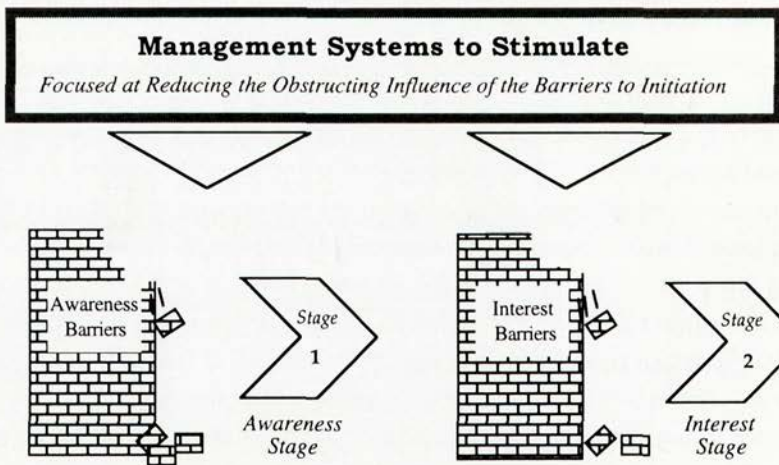 Management Systems to Stimulate
Focused at Reducing the Obstructing Influence of the Barriers to Initiation
Awareness
Barriers
Stage
1
Awareness
Stage
Interest
Barriers
Stage
2
Interest
Stage